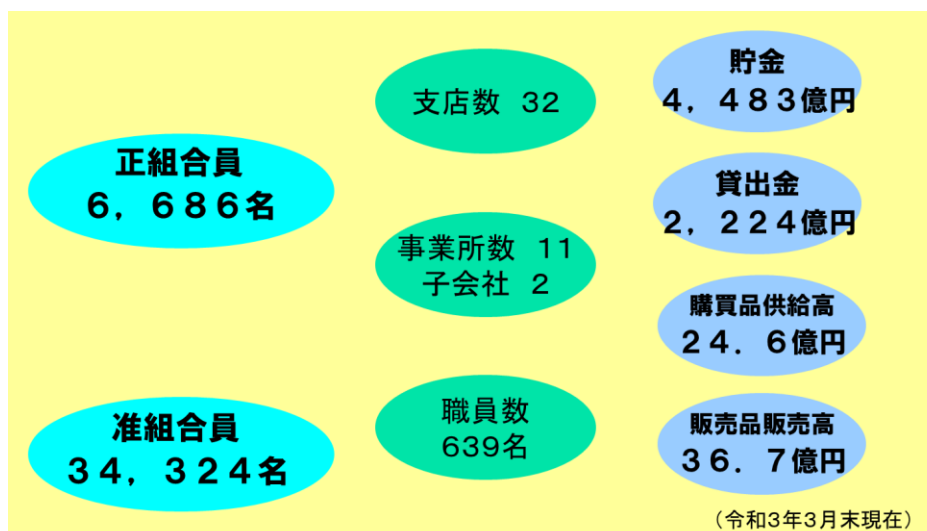 正組合員
６，６８６名
准組合員
３４，３２４名
支店数 32
事業所数 11
子会社 2
職員数
639名
貯金
４，４８３億円
貸出金
２，２２４億円
購買品供給高
２４．６億円
販売品販売高
３６．７億円
（令和３年３月末現在）